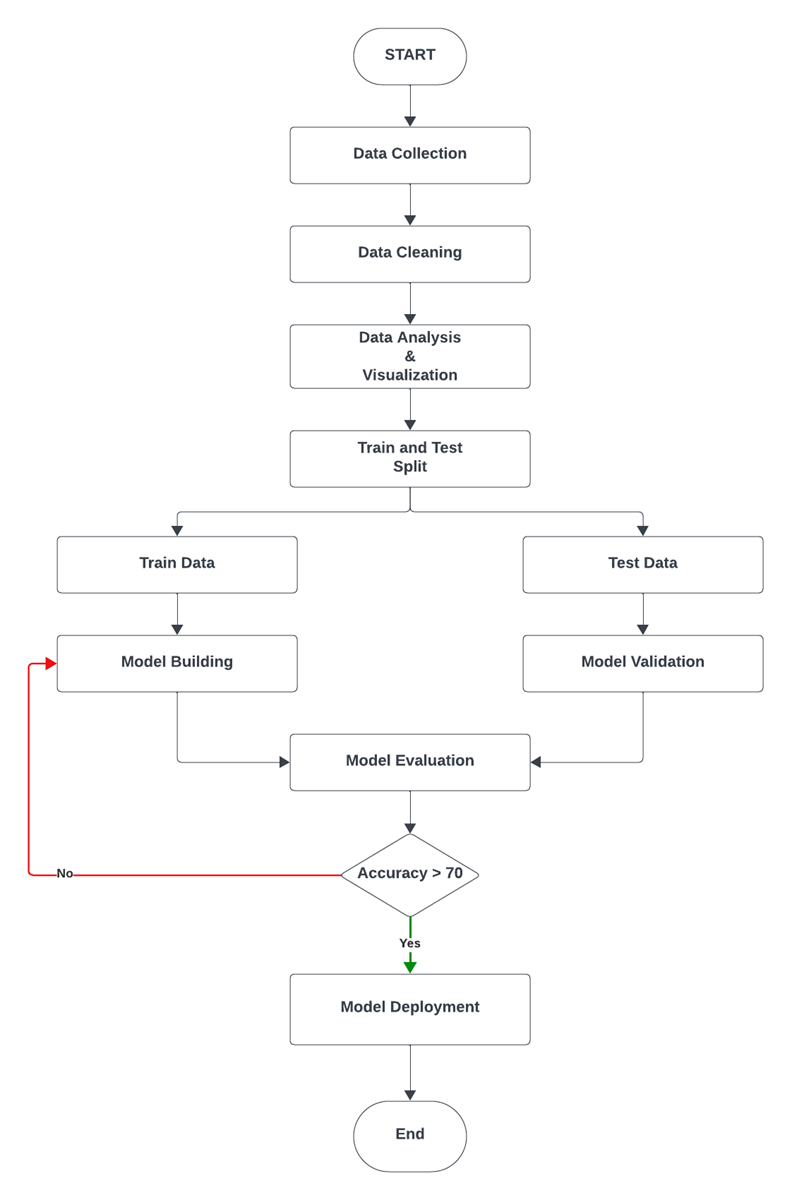 START
Data Collection
Data Cleaning
Data Analysis
&
Visualization
Train and Test
Split
Train Data
Test Data
Model Building
Model Validation
Model Evaluation
Accuracy > 70
No
Yes
Model Deployment
End